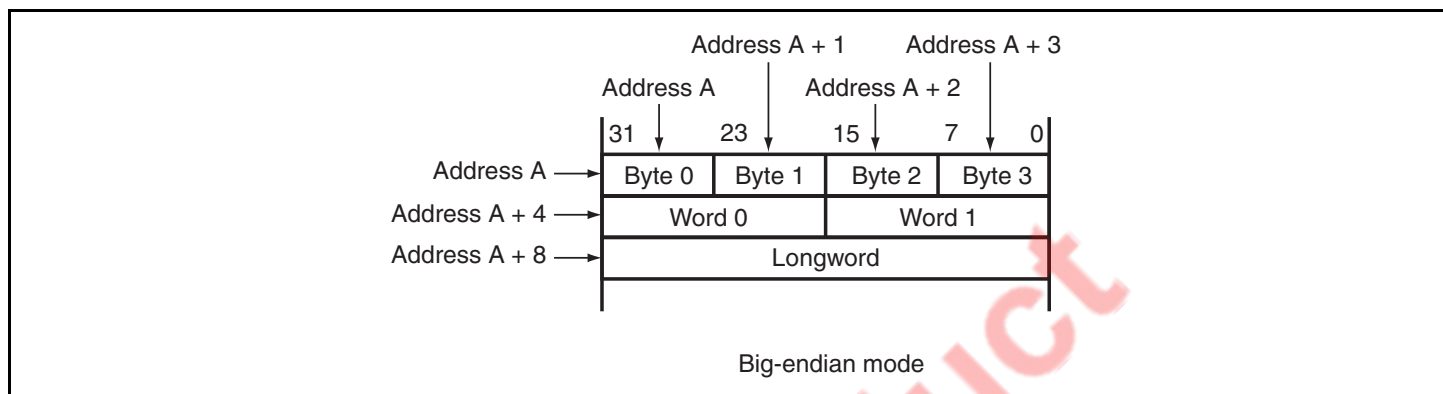 Address A + 1 Address A + 3
Address A Address A + 2
31 23 15 7 0
Address A Byte 0 Byte 1 Byte 2 Byte 3
Address A + 4 Word 0 Word 1
Address A + 8 Longword
Big-endian mode
uct